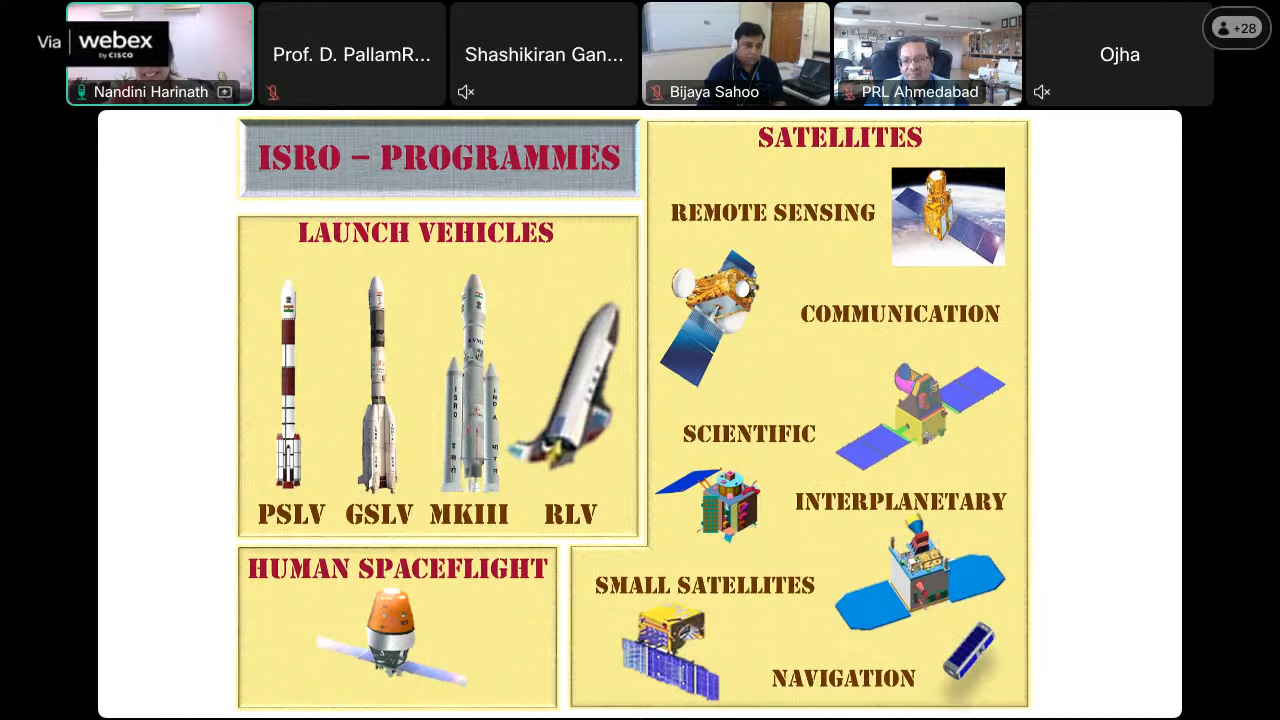 Via webex
by CISCO
Nandini Harinath
Prof. D. PallamR...
Shashikiran Gan...
Bijaya Sahoo
PRL Ahmedabad
Ojha
+28
ISRO – PROGRAMMES
LAUNCH VEHICLES
PSLV GSLV MKIII RLV
HUMAN SPACEFLIGHT
SATELLITES
REMOTE SENSING
COMMUNICATION
SCIENTIFIC
INTERPLANETARY
SMALL SATELLITES
NAVIGATION